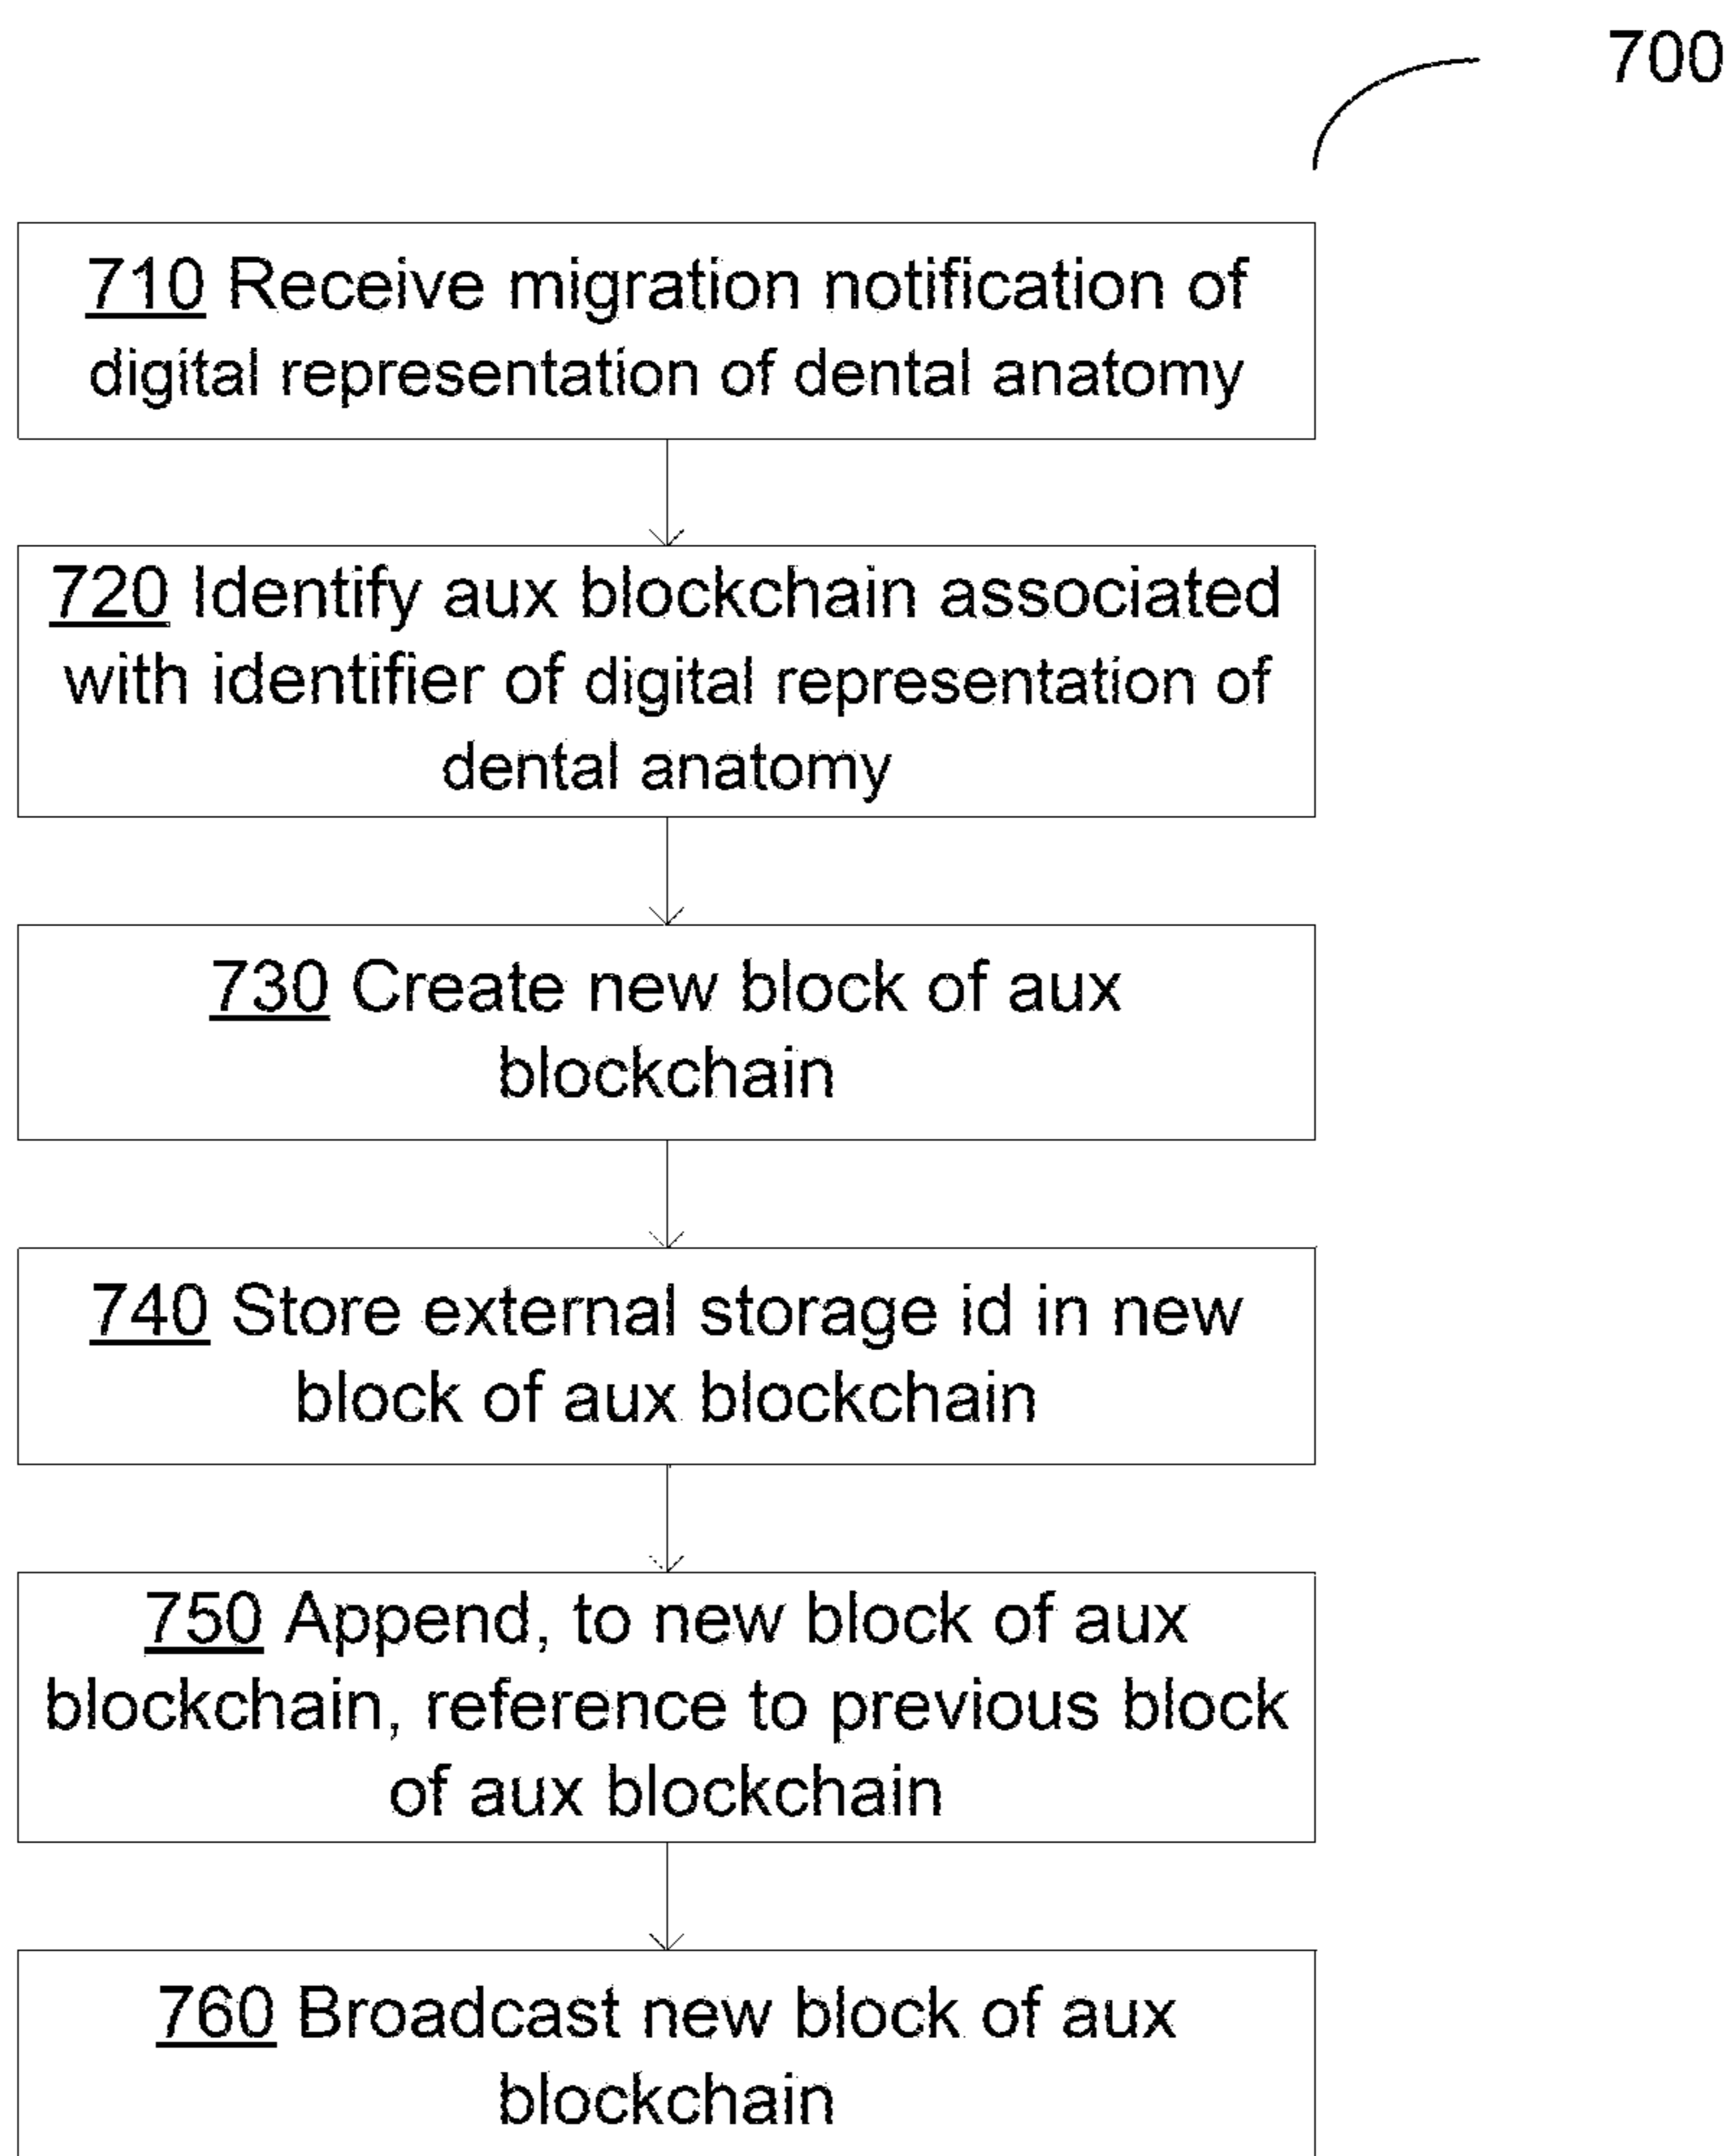 700
710 Receive migration notification of
digital representation of dental anatomy
720 Identify aux blockchain associated
with identifier of digital representation of
dental anatomy
730 Create new block of aux
blockchain
740 Store external storage id in new
block of aux blockchain
750 Append, to new block of aux
blockchain, reference to previous block
of aux blockchain
760 Broadcast new block of aux
blockchain